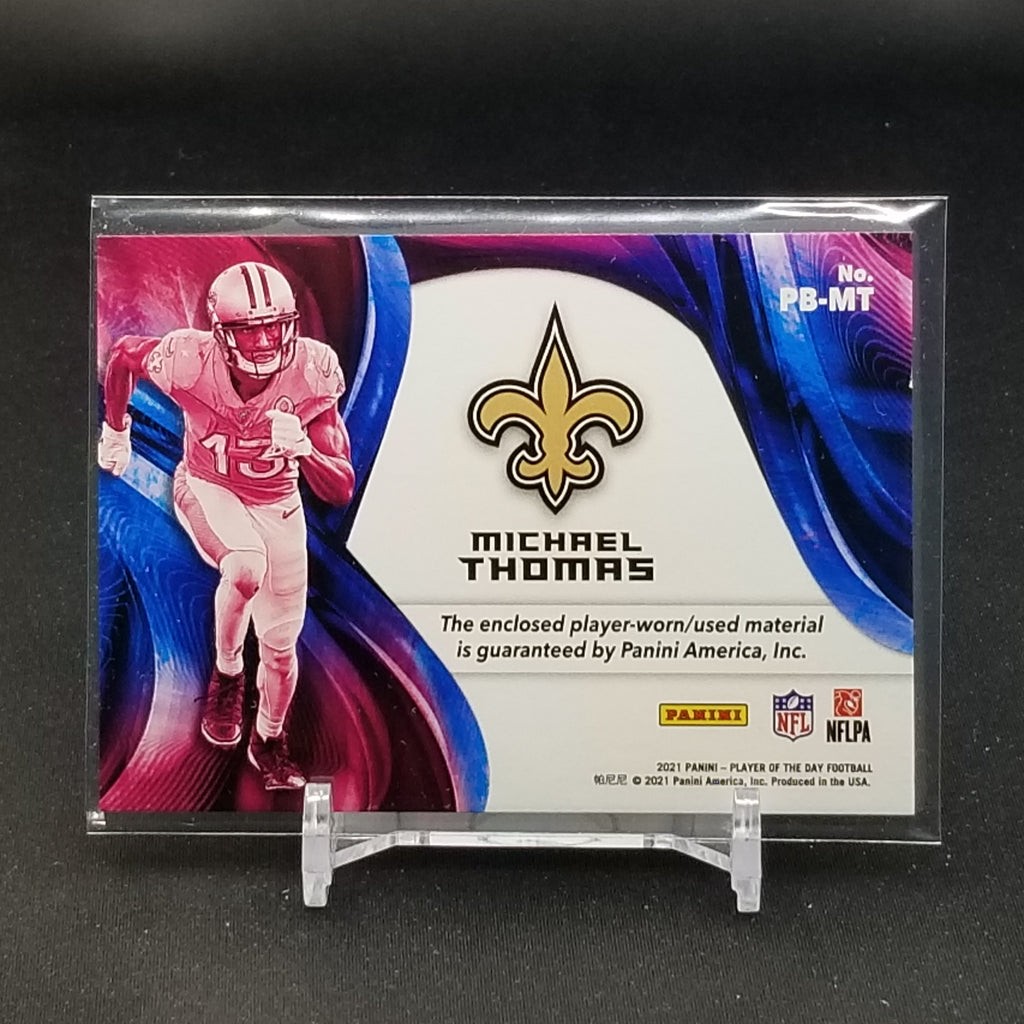 No.
PB-MT
13
MICHAEL
THOMAS
The enclosed player-worn/used material
is guaranteed by Panini America, Inc.
PANINI
NFL
NFLPA
2021 PANINI – PLAYER OF THE DAY FOOTBALL
帕尼尼 © 2021 Panini America, Inc. Produced in the USA.